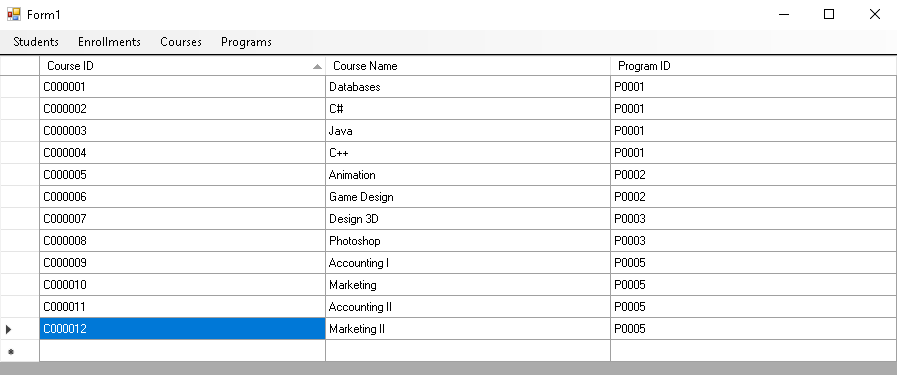 Form1
Students Enrollments Courses Programs
Course ID Course Name Program ID
C000001 Databases P0001
C000002 C# P0001
C000003 Java P0001
C000004 C++ P0001
C000005 Animation P0002
C000006 Game Design P0002
C000007 Design 3D P0003
C000008 Photoshop P0003
C000009 Accounting I P0005
C000010 Marketing P0005
C000011 Accounting II P0005
C000012 Marketing II P0005